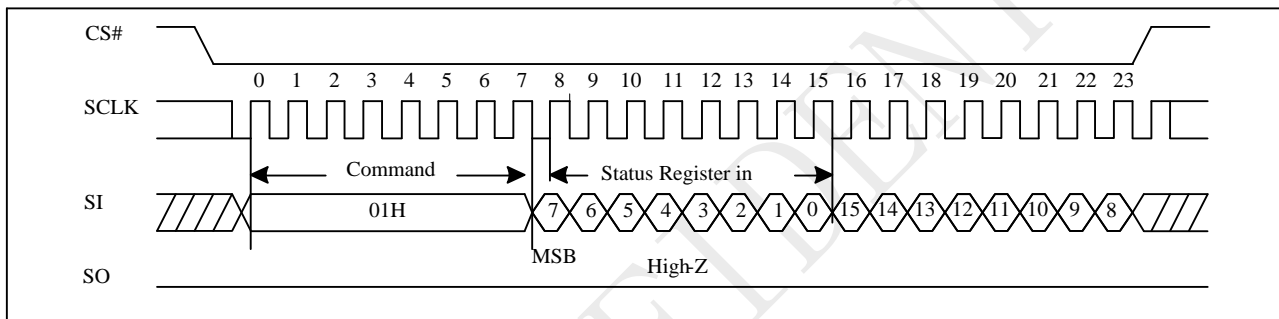 CS#
0 1 2 3 4 5 6 7 8 9 10 11 12 13 14 15 16 17 18 19 20 21 22 23
SCLK
Command Status Register in
SI 01H 7 6 5 4 3 2 1 0 15 14 13 12 11 10 9 8
MSB High-Z
SO